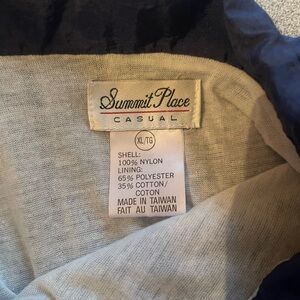 Summit Place
CASUAL
XL/TG
SHELL:
100% NYLON
LINING:
65% POLYESTER
35% COTTON/
COTON
MADE IN TAIWAN
FAIT AU TAIWAN